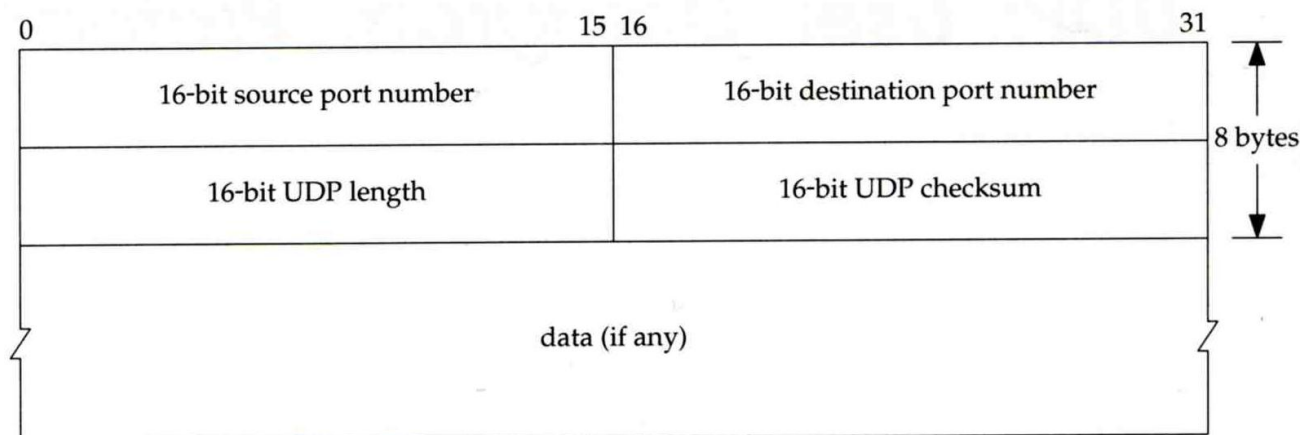 0 15 16 31
16-bit source port number 16-bit destination port number
8 bytes
16-bit UDP length 16-bit UDP checksum
data (if any)